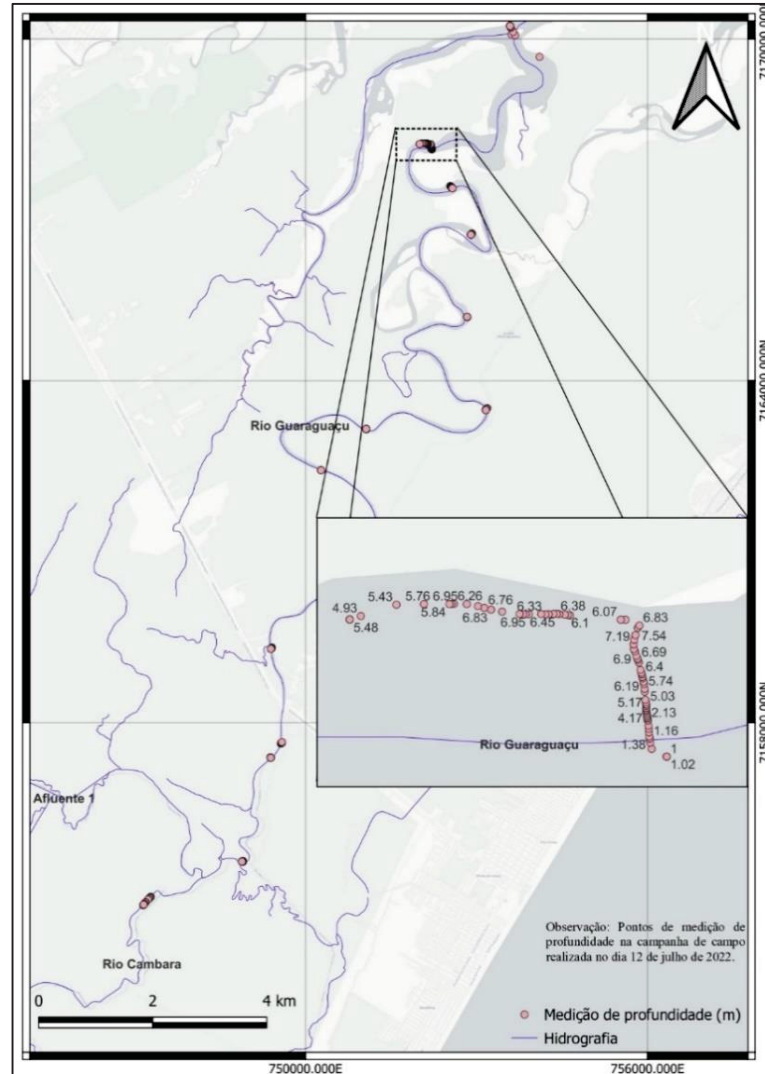 N
7170000.000N
Rio Guaraguaçu
7164000.000N
5.43
5.76
6.95
6.26
6.76
6.33
6.38
6.07
6.83
4.93
5.48
5.84
6.83
6.95
6.45
6.1
7.19
7.54
6.9
6.69
6.4
6.19
5.74
5.17
5.03
4.17
2.13
1.16
1.38
1
1.02
Rio Guaraguaçu
7158000.000N
Afluente 1
Rio Cambara
Observação: Pontos de medição de
profundidade na campanha de campo
realizada no dia 12 de julho de 2022.
0 2 4 km
Medição de profundidade (m)
Hidrografia
750000.000E
756000.000E